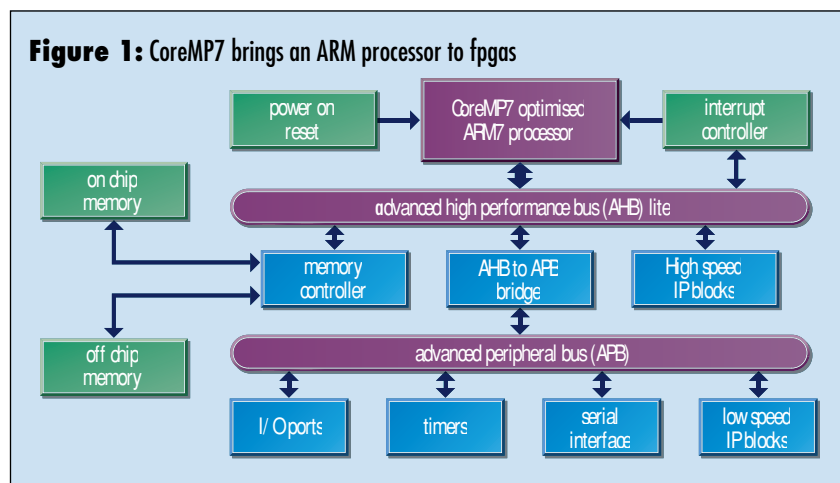 Figure 1: CoreMP7 brings an ARM processor to fpgas
power on
reset
CoreMP7 optimised
ARM7 processor
interrupt
controller
on chip
memory
advanced high performance bus (AHB) lite
memory
controller
AHB to APB
bridge
High speed
IP blocks
off chip
memory
advanced peripheral bus (APB)
I/O ports
timers
serial
interface
low speed
IP blocks